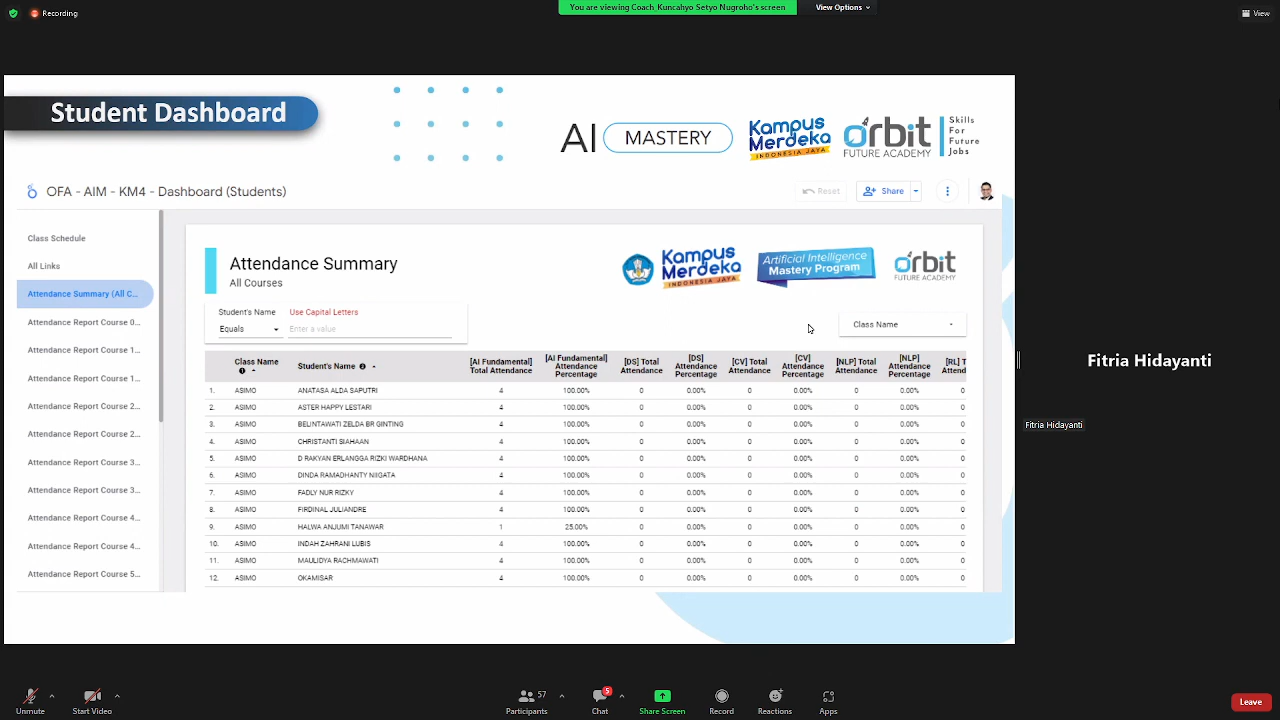 Recording
You are viewing Coach_Kuncahyo Setyo Nugroho's screen
View Options
View
Student Dashboard
AI MASTERY
Kampus Merdeka
INDONESIA JAYA
Orbit
FUTURE ACADEMY
Skills
For
Future
Jobs
OFA - AIM - KM4 - Dashboard (Students)
Reset
Share
Class Schedule
All Links
Attendance Summary (All C...
Attendance Report Course 0...
Attendance Report Course 1...
Attendance Report Course 1...
Attendance Report Course 2...
Attendance Report Course 2...
Attendance Report Course 3...
Attendance Report Course 3...
Attendance Report Course 4...
Attendance Report Course 4...
Attendance Report Course 5...
Attendance Summary
All Courses
Kampus Merdeka
INDONESIA JAYA
Artificial Intelligence
Mastery Program
Orbit
FUTURE ACADEMY
Student's Name Use Capital Letters
Equals Enter a value
Class Name
Class Name Student's Name [AI Fundamental] Total Attendance [AI Fundamental] Attendance Percentage [DS] Total Attendance [DS] Attendance Percentage [CV] Total Attendance [CV] Attendance Percentage [NLP] Total Attendance [NLP] Attendance Percentage [RL] T Attend
1. ASIMO ANATASA ALDA SAPUTRI 4 100.00% 0 0.00% 0 0.00% 0 0.00% 0
2. ASIMO ASTER HAPPY LESTARI 4 100.00% 0 0.00% 0 0.00% 0 0.00% 0
3. ASIMO BELINTAWATI ZELDA BR GINTING 4 100.00% 0 0.00% 0 0.00% 0 0.00% 0
4. ASIMO CHRISTANTI SIAHAAN 4 100.00% 0 0.00% 0 0.00% 0 0.00% 0
5. ASIMO D RAKYAN ERLANGGA RIZKI WARDHANA 4 100.00% 0 0.00% 0 0.00% 0 0.00% 0
6. ASIMO DINDA RAMADHANTY NIIGATA 4 100.00% 0 0.00% 0 0.00% 0 0.00% 0
7. ASIMO FADLY NUR RIZKY 4 100.00% 0 0.00% 0 0.00% 0 0.00% 0
8. ASIMO FIRDINAL JULIANDRE 4 100.00% 0 0.00% 0 0.00% 0 0.00% 0
9. ASIMO HALWA ANJUMI TANAWAR 1 25.00% 0 0.00% 0 0.00% 0 0.00% 0
10. ASIMO INDAH ZAHRANI LUBIS 4 100.00% 0 0.00% 0 0.00% 0 0.00% 0
11. ASIMO MAULIDYA RACHMAWATI 4 100.00% 0 0.00% 0 0.00% 0 0.00% 0
12. ASIMO OKAMISAR 4 100.00% 0 0.00% 0 0.00% 0 0.00% 0
Fitria Hidayanti
Fitria Hidayanti
Unmute
Start Video
57
Participants
5
Chat
Share Screen
Record
Reactions
Apps
Leave